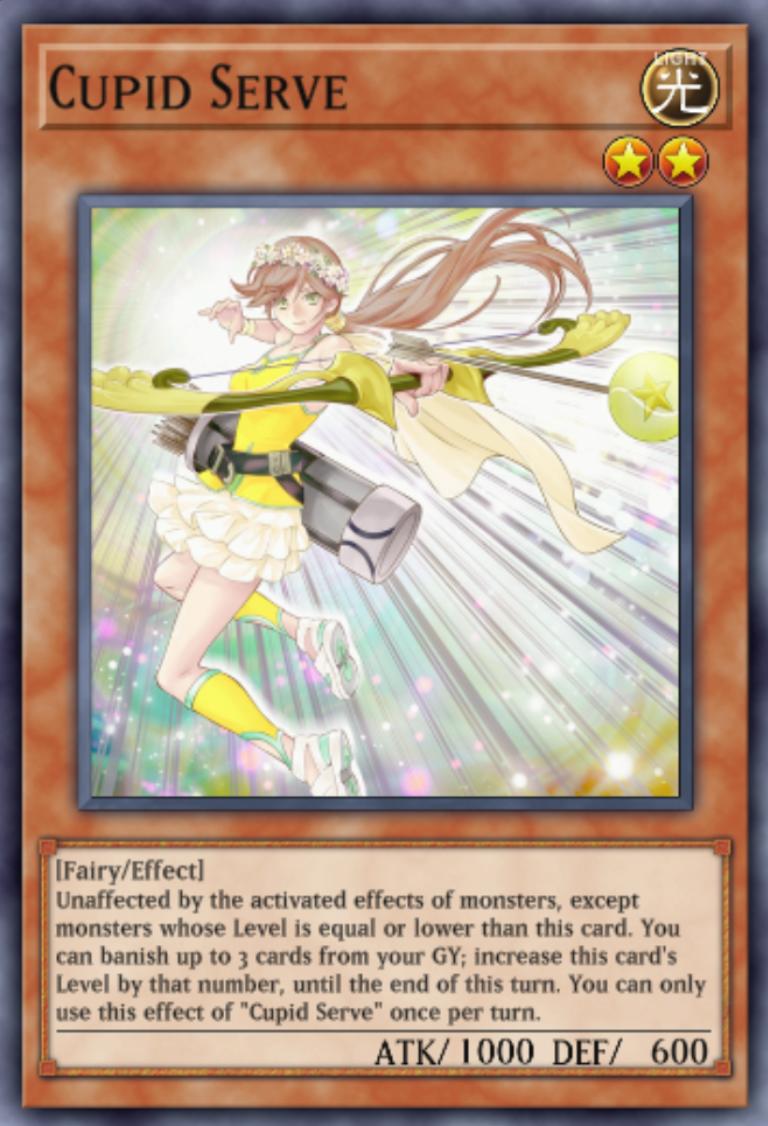 CUPID SERVE
LIGHT
光
[Fairy/Effect]
Unaffected by the activated effects of monsters, except
monsters whose Level is equal or lower than this card. You
can banish up to 3 cards from your GY; increase this card's
Level by that number, until the end of this turn. You can only
use this effect of "Cupid Serve" once per turn.
ATK/ 1000 DEF/ 600